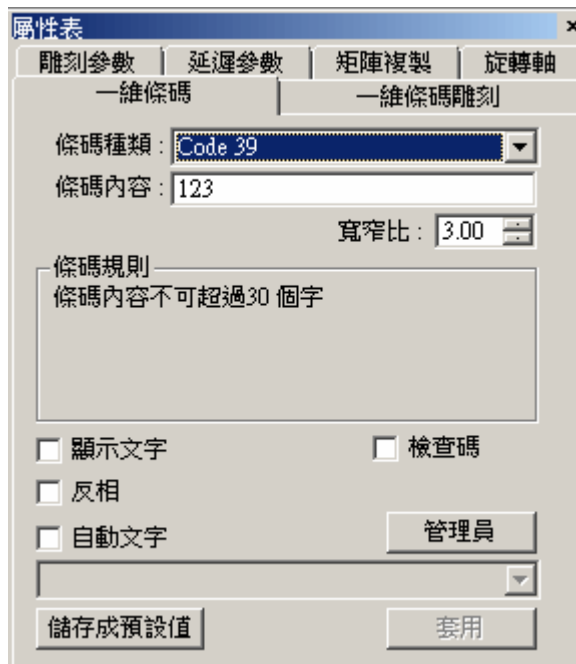 屬性表
雕刻參數 延遲參數 矩陣複製 旋轉軸
一維條碼 一維條碼雕刻
條碼種類 : Code 39
條碼內容 : 123
寬窄比 : 3.00
條碼規則
條碼內容不可超過30 個字
顯示文字 檢查碼
反相
自動文字 管理員
儲存成預設值 套用